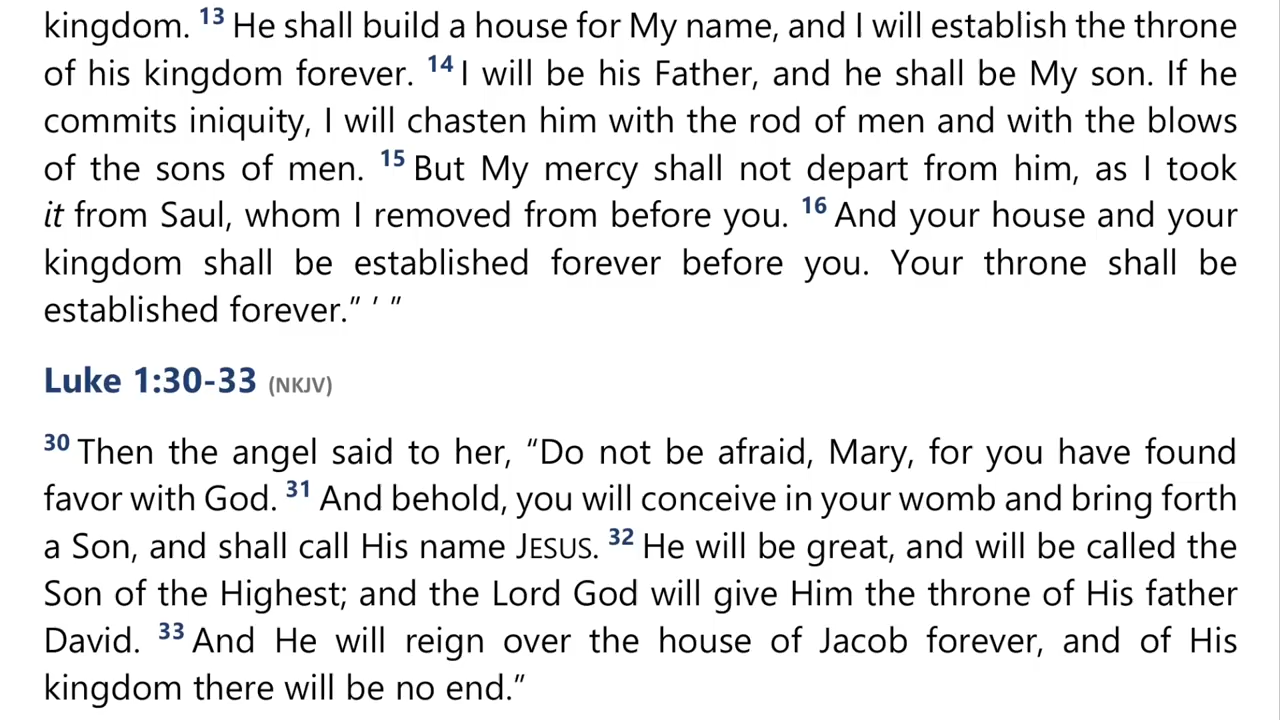 kingdom. 13 He shall build a house for My name, and I will establish the throne
of his kingdom forever. 14 I will be his Father, and he shall be My son. If he
commits iniquity, I will chasten him with the rod of men and with the blows
of the sons of men. 15 But My mercy shall not depart from him, as I took
it from Saul, whom I removed from before you. 16 And your house and your
kingdom shall be established forever before you. Your throne shall be
established forever.” ’ ”
Luke 1:30-33 (NKJV)
30 Then the angel said to her, “Do not be afraid, Mary, for you have found
favor with God. 31 And behold, you will conceive in your womb and bring forth
a Son, and shall call His name JESUS. 32 He will be great, and will be called the
Son of the Highest; and the Lord God will give Him the throne of His father
David. 33 And He will reign over the house of Jacob forever, and of His
kingdom there will be no end.”